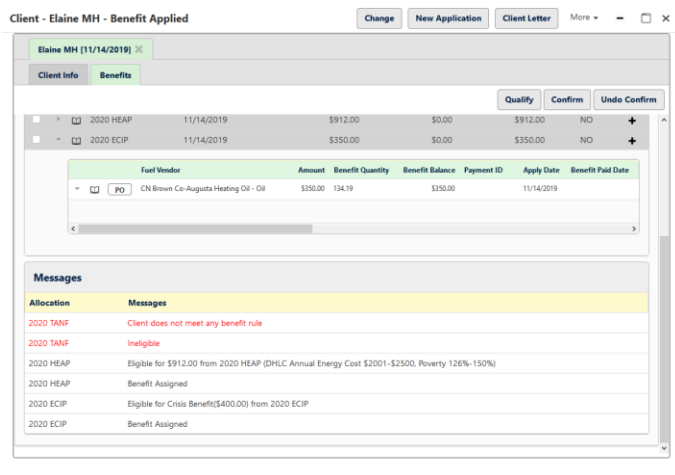 Client - Elaine MH - Benefit Applied Change New Application Client Letter More
Elaine MH [11/14/2019]
Client Info Benefits
Qualify Confirm Undo Confirm
2020 HEAP 11/14/2019 $912.00 $0.00 $912.00 NO +
2020 ECIP 11/14/2019 $350.00 $0.00 $350.00 NO +
Fuel Vendor Amount Benefit Quantity Benefit Balance Payment ID Apply Date Benefit Paid Date
PO CN Brown Co-Augusta Heating Oil - Oil $350.00 134.19 $350.00 11/14/2019
Messages
Allocation Messages
2020 TANF Client does not meet any benefit rule
2020 TANF Ineligible
2020 HEAP Eligible for $912.00 from 2020 HEAP (DHLC Annual Energy Cost $2001-$2500, Poverty 126%-150%)
2020 HEAP Benefit Assigned
2020 ECIP Eligible for Crisis Benefit($400.00) from 2020 ECIP
2020 ECIP Benefit Assigned